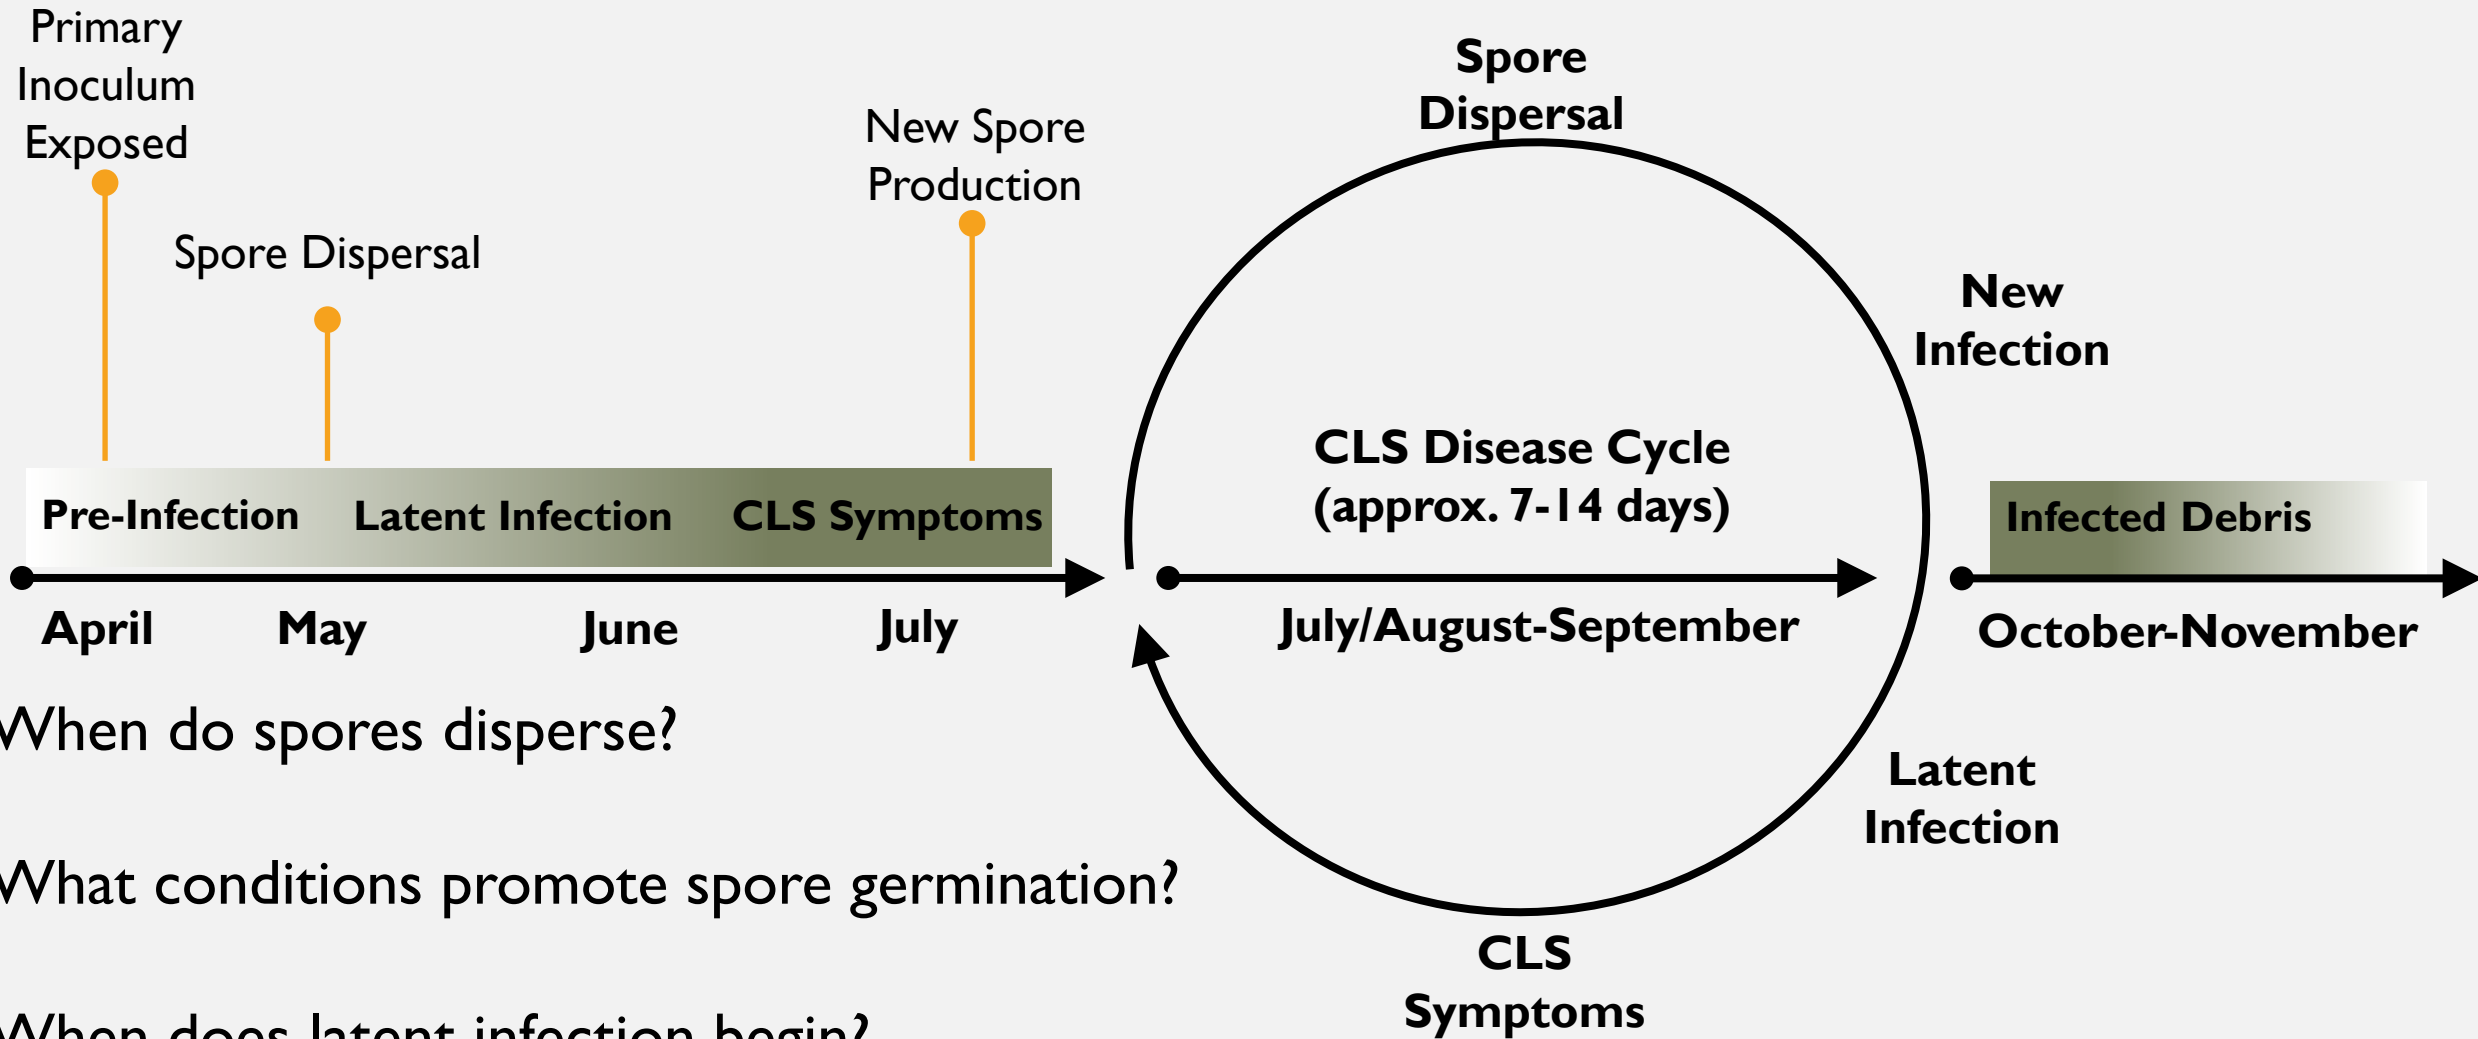 Primary
Inoculum
Exposed
Spore Dispersal
New Spore
Production
Spore
Dispersal
New
Infection
CLS Disease Cycle
(approx. 7-14 days)
Pre-Infection
Latent Infection
CLS Symptoms
Infected Debris
April
May
June
July
July/August-September
October-November
When do spores disperse?
Latent
Infection
What conditions promote spore germination?
CLS
Symptoms
When does latent infection begin?